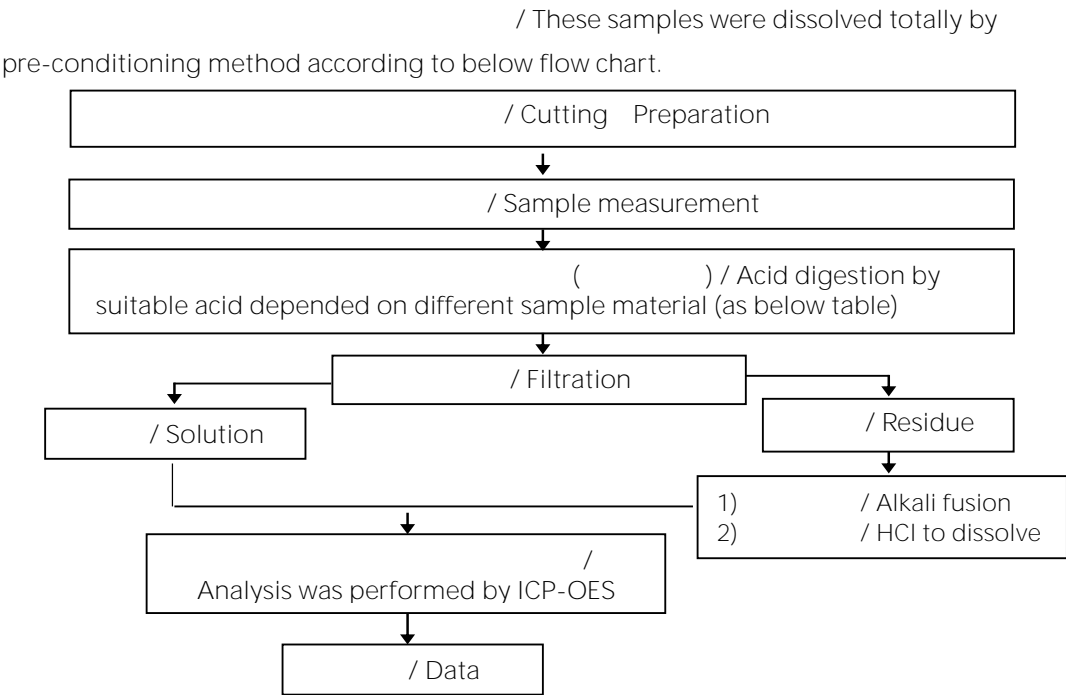 / These samples were dissolved totally by
pre-conditioning method according to below flow chart.
/ Cutting Preparation
/ Sample measurement
( ) / Acid digestion by
suitable acid depended on different sample material (as below table)
/ Filtration
/ Solution
/ Residue
1) / Alkali fusion
2) / HCl to dissolve
/
Analysis was performed by ICP-OES
/ Data